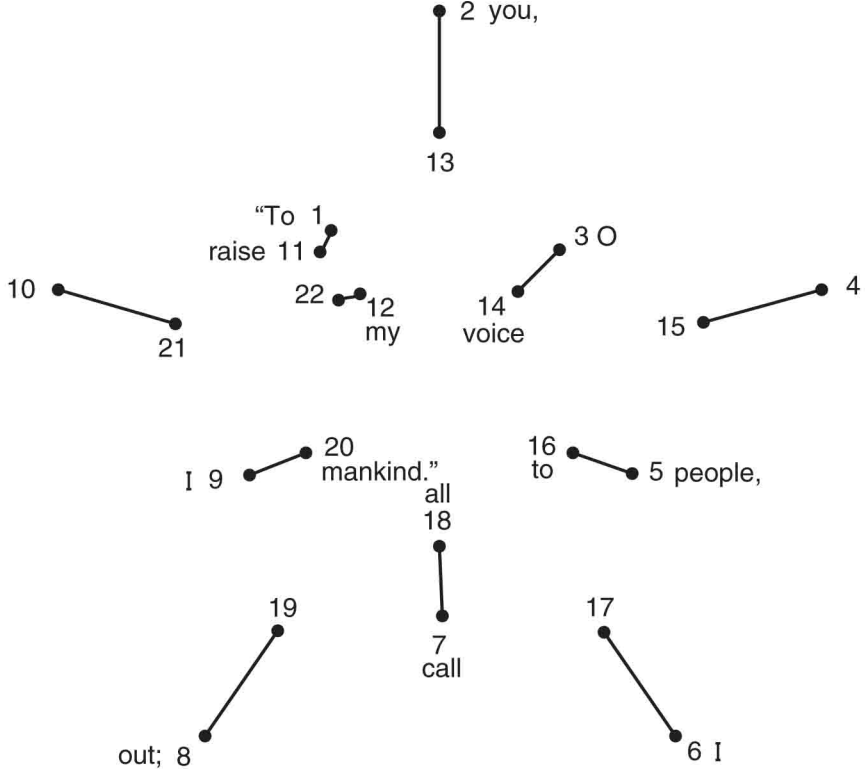 2 you,
13
“To 1
3 O
raise 11
10
22
12
my
14
voice
4
15
21
I 9
20
mankind.”
16
to
5 people,
all
18
19
17
7
call
out; 8
6 I